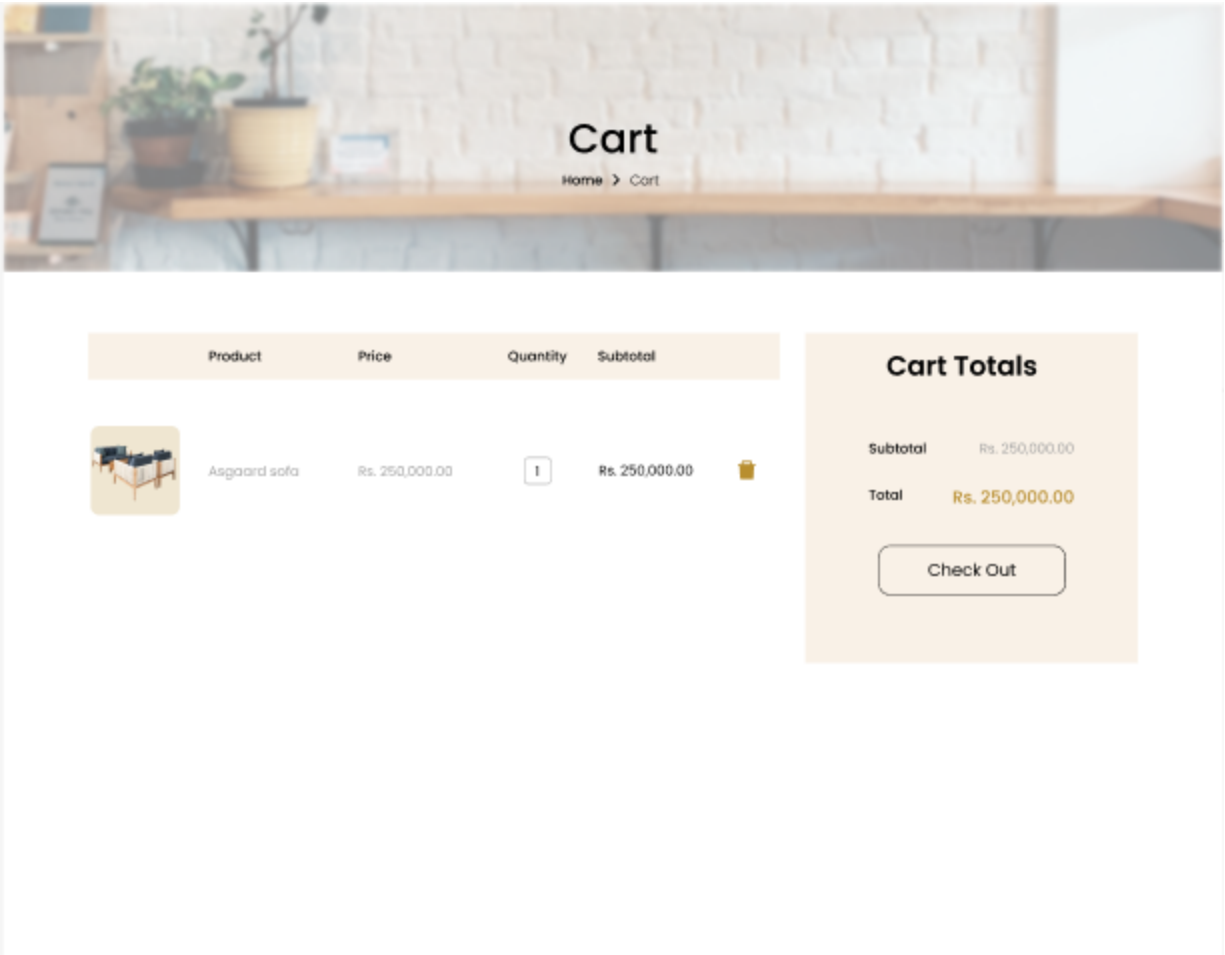 Cart
Home > Cart
Product Price Quantity Subtotal
Asgaard sofa Rs. 250,000.00 1 Rs. 250,000.00
Cart Totals
Subtotal Rs. 250,000.00
Total Rs. 250,000.00
Check Out